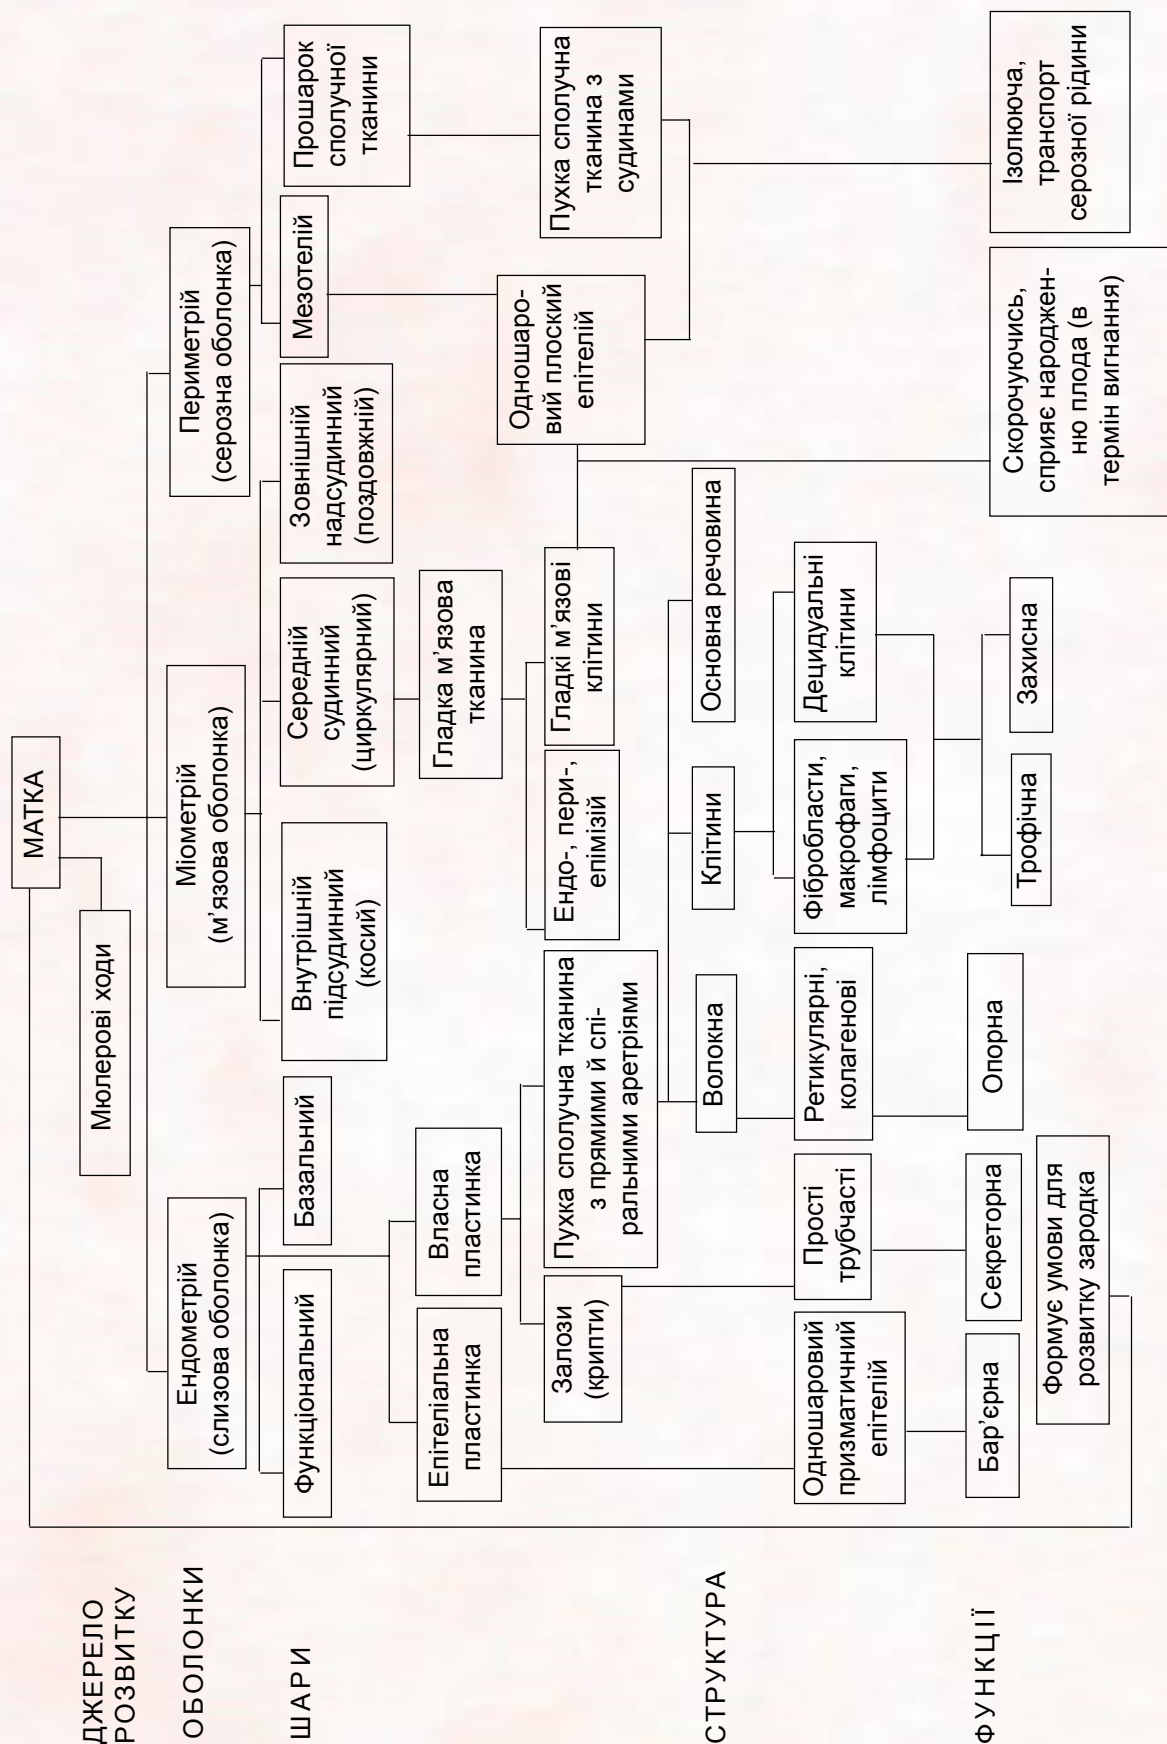 МАТКА
ДЖЕРЕЛО
РОЗВИТКУ
Мюлерові ходи
ОБОЛОНКИ
Ендометрій
(слизова оболонка)
Міометрій
(м'язова оболонка)
Периметрій
(серозна оболонка)
ШАРИ
Функціональний
Базальний
Внутрішній
підсудинний
(косий)
Середній
судинний
(циркулярний)
Зовнішній
надсудинний
(поздовжній)
Мезотелій
Прошарок
сполучної
тканини
Епітеліальна
пластинка
Власна
пластинка
Гладка м'язова
тканина
Залози
(крипти)
Пухка сполучна тканина
з прямими й спі-
ральними аретріями
Ендо-, пери-,
епімізій
Гладкі м'язові
клітини
Одношаро-
вий плоский
епітелій
Пухка сполучна
тканина з
судинами
СТРУКТУРА
Волокна
Клітини
Основна речовина
Одношаровий
призматичний
епітелій
Прості
трубчасті
Ретикулярні,
колагенові
Фібробласти,
макрофаги,
лімфоцити
Децидуальні
клітини
ФУНКЦІЇ
Бар'єрна
Секреторна
Опорна
Трофічна
Захисна
Скорочуючись,
сприяє народжен-
ню плода (в
термін вигнання)
Ізолююча,
транспорт
серозної рідини
Формує умови для
розвитку зародка